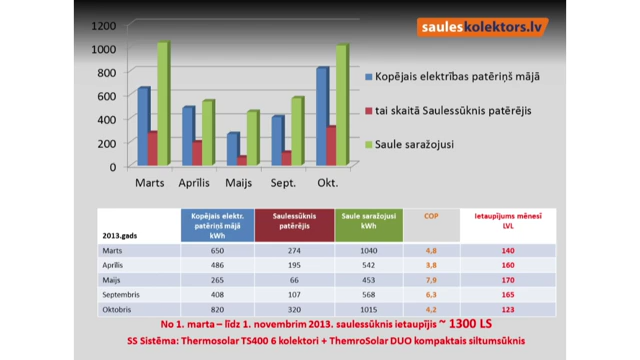 sauleskolektors.lv
1200
1000
800
600
400
200
0
Marts Aprīlis Maijs Sept. Okt.
Kopējais elektrības patēriņš mājā
tai skaitā Saulessūknis patērējis
Saule saražojusi
2013.gads Kopējais elektr. patēriņš mājā kWh Saulessūknis patērējis Saule saražojusi kWh COP Ietaupījums mēnesī LVL
Marts 650 274 1040 4,8 140
Aprīlis 486 195 542 3,8 160
Maijs 265 66 453 7,9 170
Septembris 408 107 568 6,3 165
Oktobris 820 320 1015 4,2 123
No 1. marta – līdz 1. novembrim 2013. saulessūknis ietaupījis ~ 1300 LS
SS Sistēma: Thermosolar TS400 6 kolektori + ThemroSolar DUO kompaktais siltumsūknis